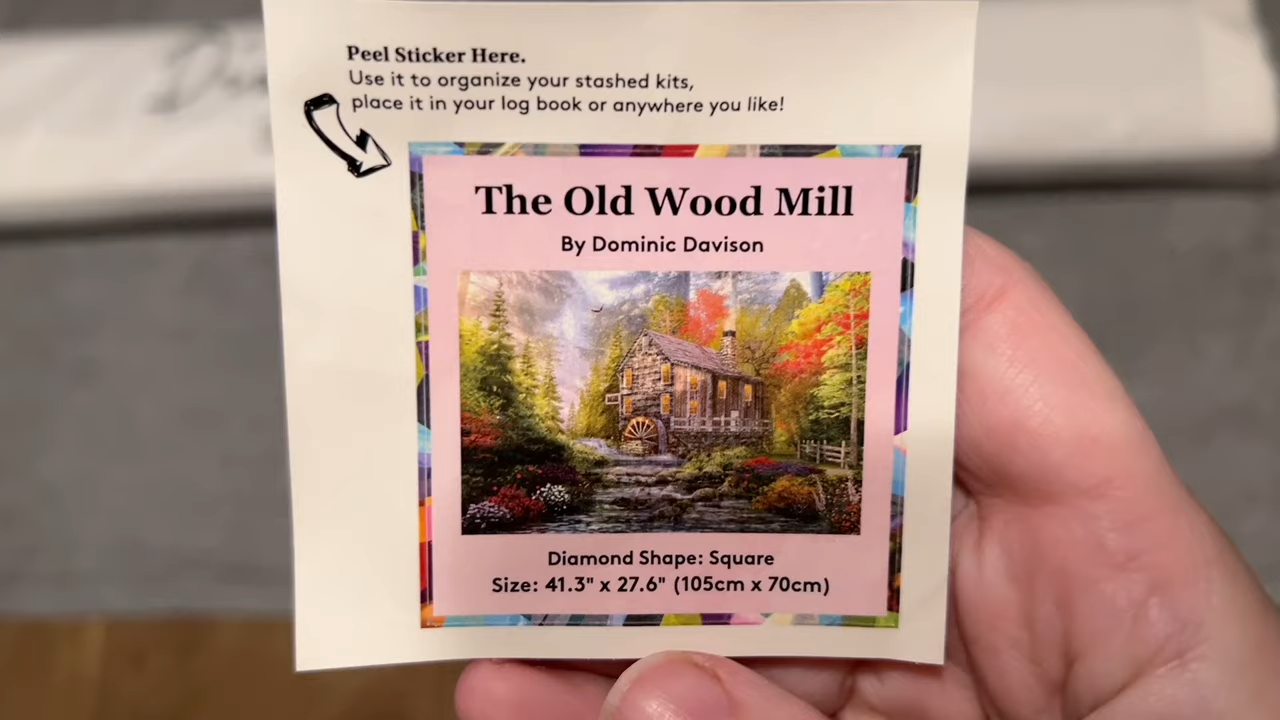 Peel Sticker Here.
Use it to organize your stashed kits,
place it in your log book or anywhere you like!
The Old Wood Mill
By Dominic Davison
Diamond Shape: Square
Size: 41.3" x 27.6" (105cm x 70cm)